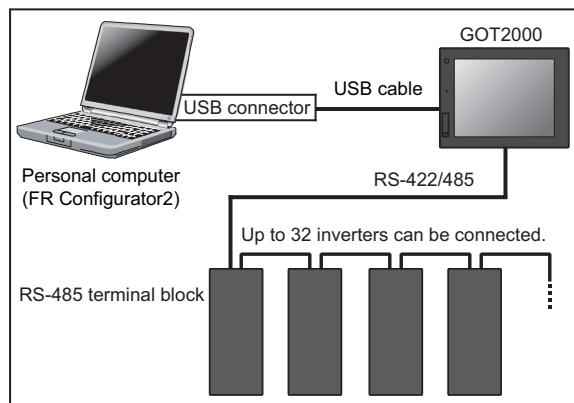 GOT2000
USB cable
USB connector
Personal computer
(FR Configurator2)
RS-422/485
Up to 32 inverters can be connected.
RS-485 terminal block